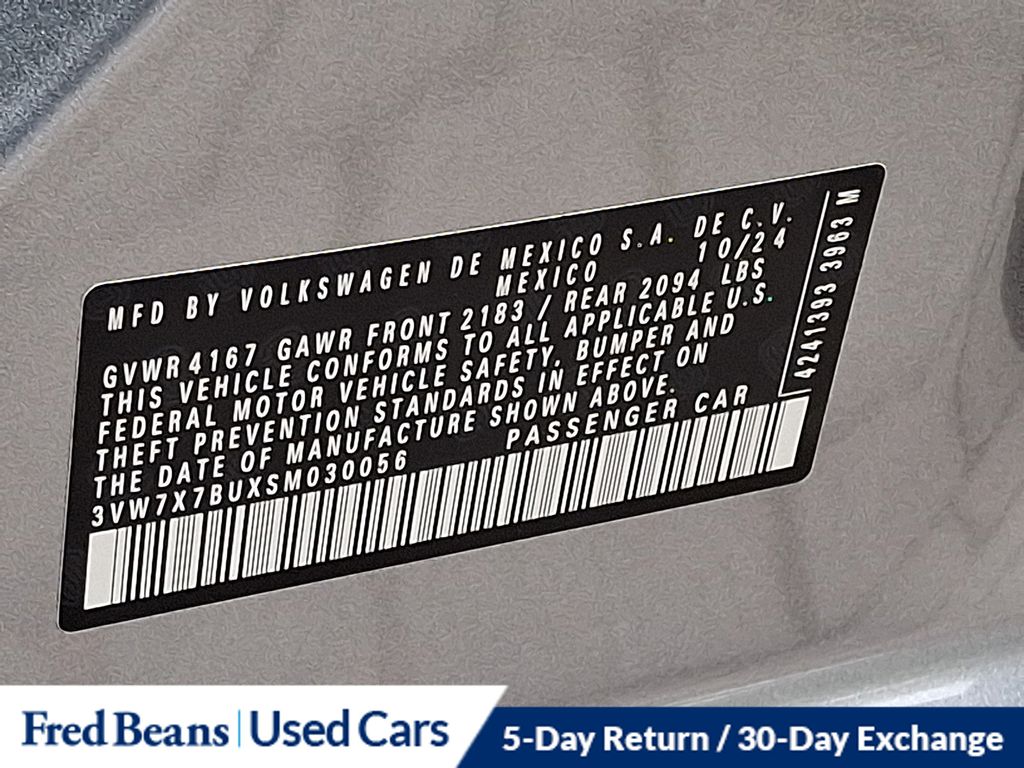 MFD BY VOLKSWAGEN DE MEXICO S.A. DE C.V.
MEXICO 10/24
GVWR 4167 GAWR FRONT 2183 / REAR 2094 LBS
THIS VEHICLE CONFORMS TO ALL APPLICABLE U.S.
FEDERAL MOTOR VEHICLE SAFETY, BUMPER AND
THEFT PREVENTION STANDARDS IN EFFECT ON
THE DATE OF MANUFACTURE SHOWN ABOVE.
3VW7X7BUXSM030056 PASSENGER CAR
4241393 3963 M
Fred Beans | Used Cars
5-Day Return / 30-Day Exchange